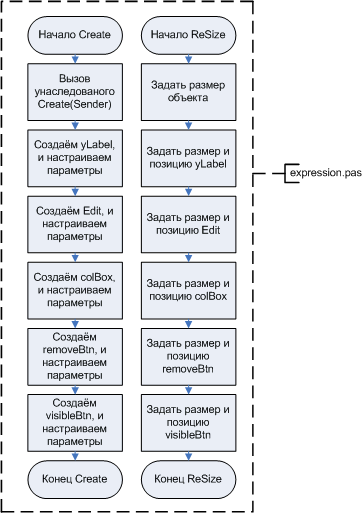 Начало Create
Вызов
унаследованого
Create(Sender)
Создаём yLabel,
и настраиваем
параметры
Создаём Edit, и
настраиваем
параметры
Создаём colBox,
и настраиваем
параметры
Создаём
removeBtn, и
настраиваем
параметры
Создаём
visibleBtn, и
настраиваем
параметры
Конец Create
Начало ReSize
Задать размер
объекта
Задать размер и
позицию yLabel
Задать размер и
позицию Edit
Задать размер и
позицию colBox
Задать размер и
позицию
removeBtn
Задать размер и
позицию
visibleBtn
Конец ReSize
expression.pas